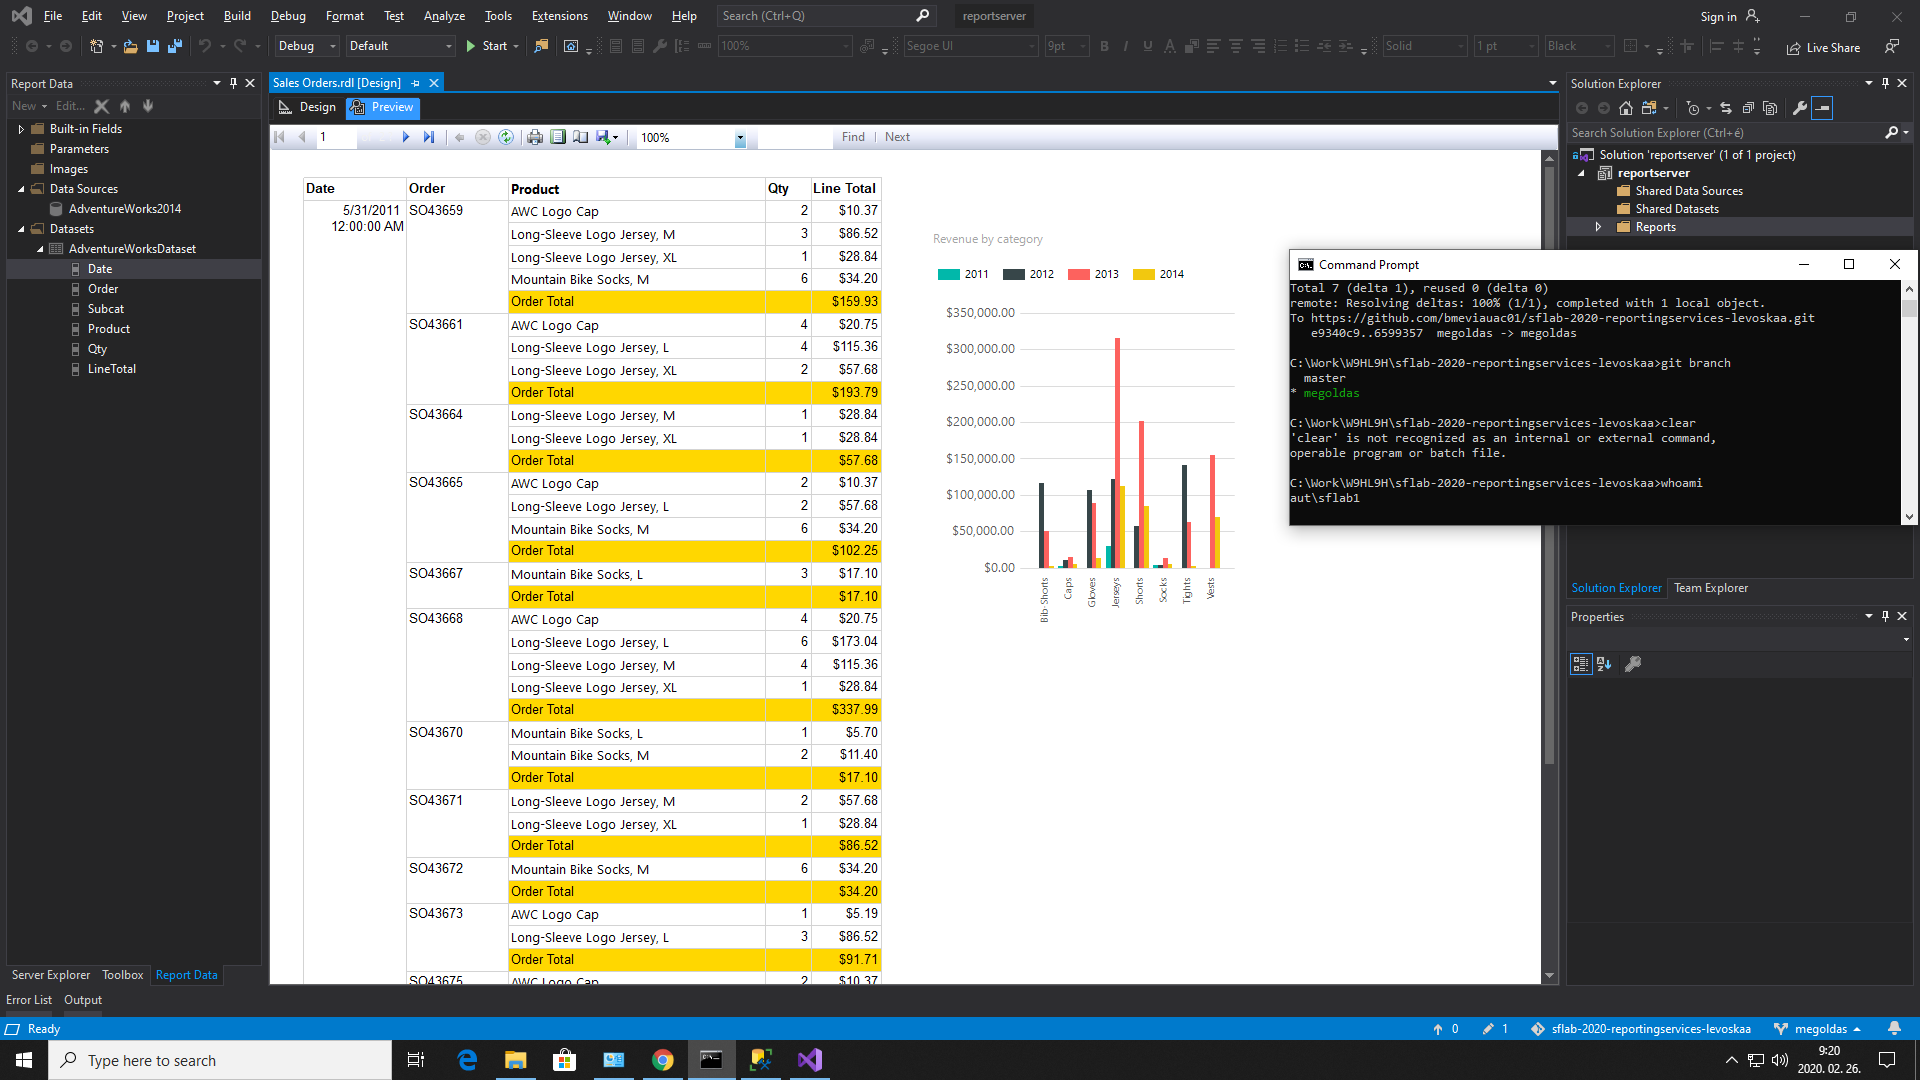 File Edit View Project Build Debug Format Test Analyze Tools Extensions Window Help Search (Ctrl+Q) reportserver Sign in
Debug Default Start 100% Segoe UI 9pt B I U A Solid 1 pt Black Live Share
Report Data
New Edit...
Built-in Fields
Parameters
Images
Data Sources
AdventureWorks2014
Datasets
AdventureWorksDataset
Date
Order
Subcat
Product
Qty
LineTotal
Server Explorer Toolbox Report Data
Error List Output
Sales Orders.rdl [Design]
Design Preview
1 100% Find | Next
Date Order Product Qty Line Total
5/31/2011 SO43659 AWC Logo Cap 2 $10.37
12:00:00 AM Long-Sleeve Logo Jersey, M 3 $86.52
Long-Sleeve Logo Jersey, XL 1 $28.84
Mountain Bike Socks, M 6 $34.20
Order Total $159.93
SO43661 AWC Logo Cap 4 $20.75
Long-Sleeve Logo Jersey, L 4 $115.36
Long-Sleeve Logo Jersey, XL 2 $57.68
Order Total $193.79
SO43664 Long-Sleeve Logo Jersey, M 1 $28.84
Long-Sleeve Logo Jersey, XL 1 $28.84
Order Total $57.68
SO43665 AWC Logo Cap 2 $10.37
Long-Sleeve Logo Jersey, L 2 $57.68
Mountain Bike Socks, M 6 $34.20
Order Total $102.25
SO43667 Mountain Bike Socks, L 3 $17.10
Order Total $17.10
SO43668 AWC Logo Cap 4 $20.75
Long-Sleeve Logo Jersey, L 6 $173.04
Long-Sleeve Logo Jersey, M 4 $115.36
Long-Sleeve Logo Jersey, XL 1 $28.84
Order Total $337.99
SO43670 Mountain Bike Socks, L 1 $5.70
Mountain Bike Socks, M 2 $11.40
Order Total $17.10
SO43671 Long-Sleeve Logo Jersey, M 2 $57.68
Long-Sleeve Logo Jersey, XL 1 $28.84
Order Total $86.52
SO43672 Mountain Bike Socks, M 6 $34.20
Order Total $34.20
SO43673 AWC Logo Cap 1 $5.19
Long-Sleeve Logo Jersey, L 3 $86.52
Order Total $91.71
SO43675 AWC Logo Cap 2 $10.37
Revenue by category
2011 2012 2013 2014
$350,000.00
$300,000.00
$250,000.00
$200,000.00
$150,000.00
$100,000.00
$50,000.00
$0.00
Bib-Shorts Caps Gloves Jerseys Shorts Socks Tights Vests
Solution Explorer
Search Solution Explorer (Ctrl+é)
Solution 'reportserver' (1 of 1 project)
reportserver
Shared Data Sources
Shared Datasets
Reports
Command Prompt
Total 7 (delta 1), reused 0 (delta 0)
remote: Resolving deltas: 100% (1/1), completed with 1 local object.
To https://github.com/bmeviauac01/sflab-2020-reportingservices-levoskaa.git
e9340c9..6599357 megoldas -> megoldas
C:\Work\W9HL9H\sflab-2020-reportingservices-levoskaa>git branch
master
* megoldas
C:\Work\W9HL9H\sflab-2020-reportingservices-levoskaa>clear
'clear' is not recognized as an internal or external command,
operable program or batch file.
C:\Work\W9HL9H\sflab-2020-reportingservices-levoskaa>whoami
aut\sflab1
Solution Explorer Team Explorer
Properties
Ready 0 1 sflab-2020-reportingservices-levoskaa megoldas
Type here to search
9:20
2020. 02. 26.